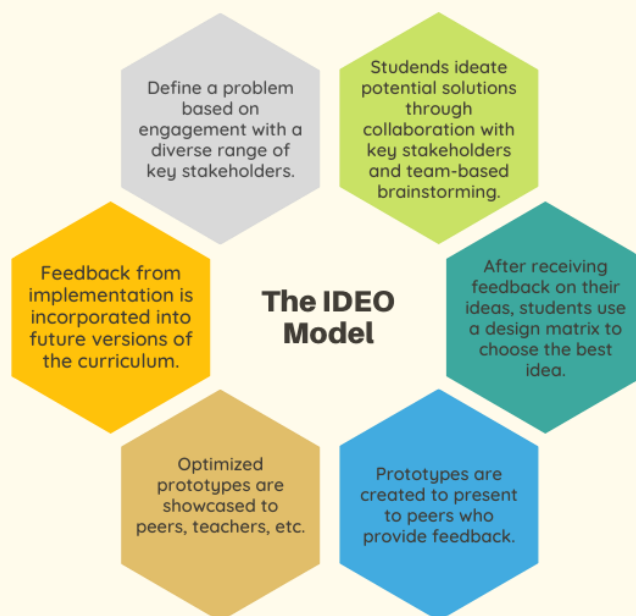 Define a problem
based on
engagement with a
diverse range of
key stakeholders.
Studends ideate
potential solutions
through
collaboration with
key stakeholders
and team-based
brainstorming.
Feedback from
implementation is
incorporated into
future versions of
the curriculum.
The IDEO
Model
After receiving
feedback on their
ideas, students use
a design matrix to
choose the best
idea.
Optimized
prototypes are
showcased to
peers, teachers, etc.
Prototypes are
created to present
to peers who
provide feedback.